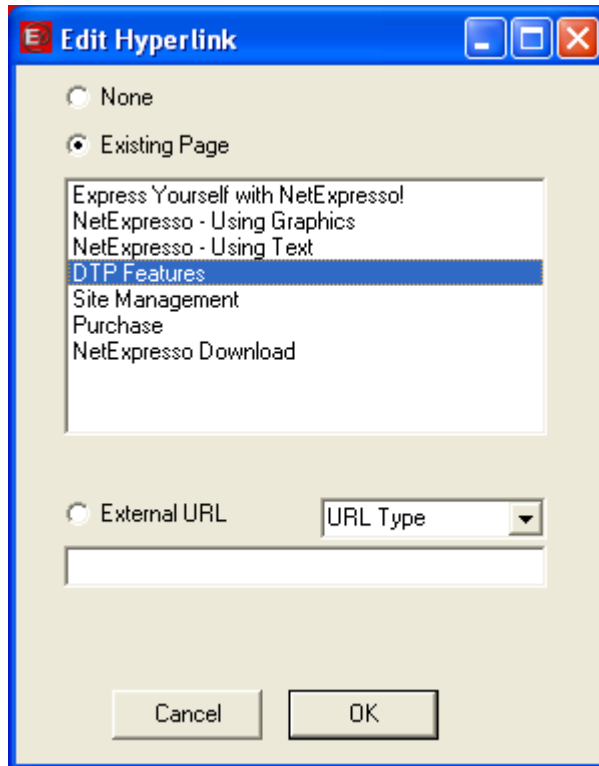 Edit Hyperlink
None
Existing Page
Express Yourself with NetExpresso!
NetExpresso - Using Graphics
NetExpresso - Using Text
DTP Features
Site Management
Purchase
NetExpresso Download
External URL
URL Type
Cancel
OK